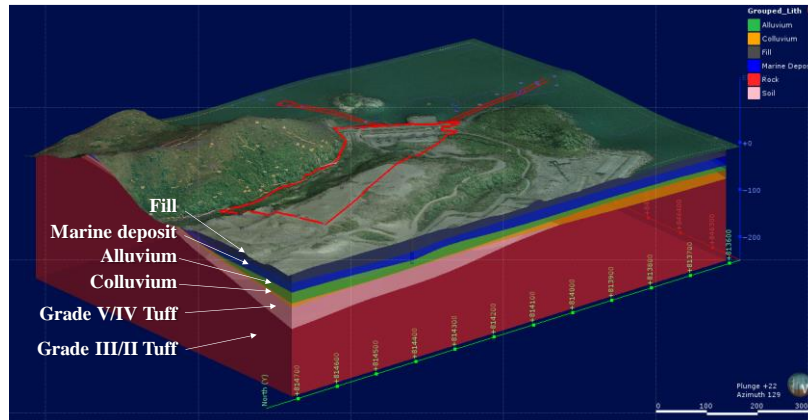 Grouped_Lith
Alluvium
Colluvium
Fill
Marine Depos
Rock
Soil
+0
-100
-200
Fill
Marine deposit
Alluvium
Colluvium
Grade V/IV Tuff
Grade III/II Tuff
North (Y)
+814700
+814600
+814500
+814400
+814300
+814200
+814100
+814000
+813900
+813800
+813700
+813600
Plunge +22
Azimuth 129
0 100 200 300